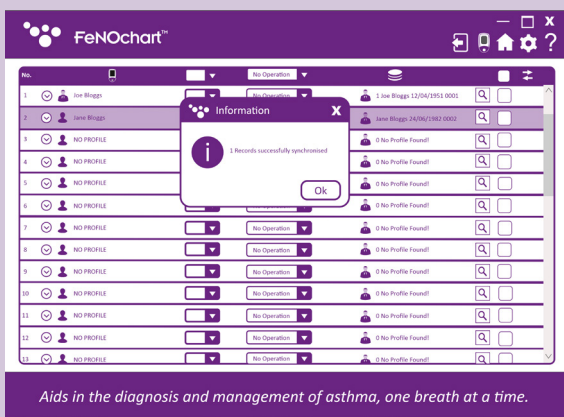 FeNOchart™
No.
No Operation
1 Joe Bloggs No Operation 1 Joe Bloggs 12/04/1951 0001
Information X
2 Jane Bloggs Jane Bloggs 24/06/1982 0002
3 NO PROFILE 0 No Profile Found!
1 Records successfully synchronised
4 NO PROFILE 0 No Profile Found!
5 NO PROFILE 0 No Profile Found!
Ok
6 NO PROFILE No Operation 0 No Profile Found!
7 NO PROFILE No Operation 0 No Profile Found!
8 NO PROFILE No Operation 0 No Profile Found!
9 NO PROFILE No Operation 0 No Profile Found!
10 NO PROFILE No Operation 0 No Profile Found!
11 NO PROFILE No Operation 0 No Profile Found!
12 NO PROFILE No Operation 0 No Profile Found!
13 NO PROFILE No Operation 0 No Profile Found!
Aids in the diagnosis and management of asthma, one breath at a time.